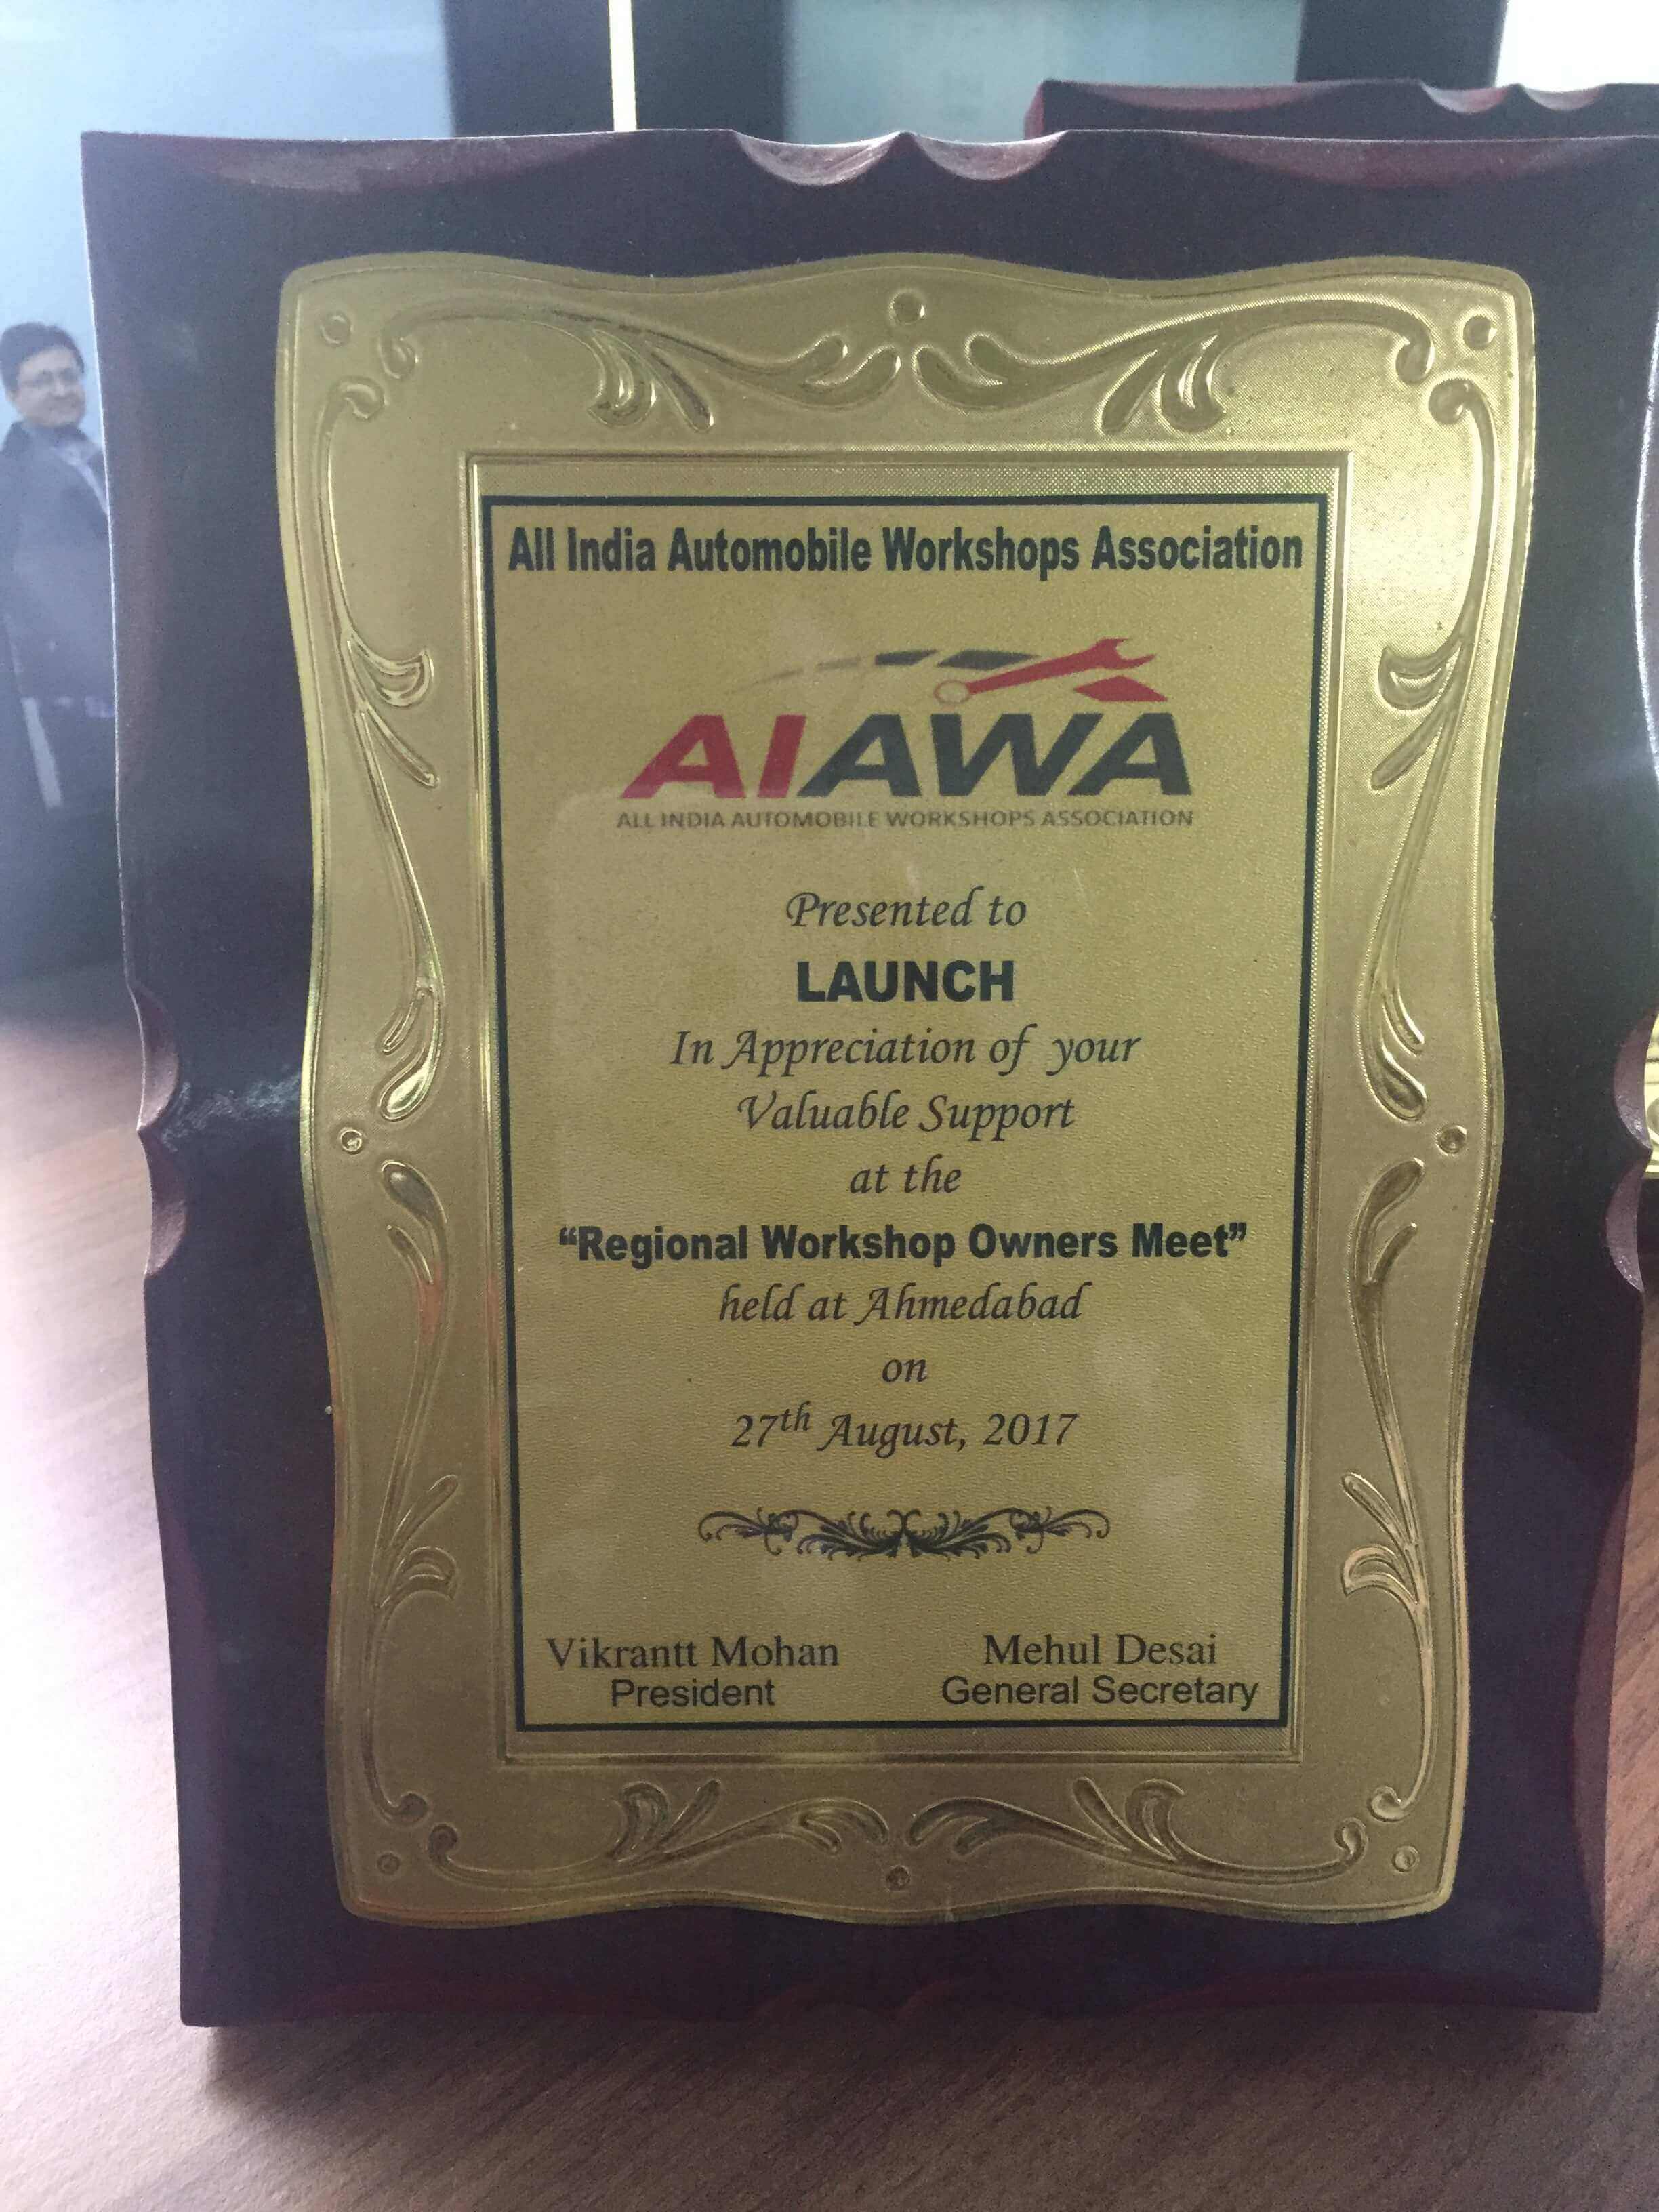 All India Automobile Workshops Association
AIAWA
ALL INDIA AUTOMOBILE WORKSHOPS ASSOCIATION
Presented to
LAUNCH
In Appreciation of your
Valuable Support
at the
“Regional Workshop Owners Meet”
held at Ahmedabad
on
27th August, 2017
Vikrantt Mohan
President
Mehul Desai
General Secretary